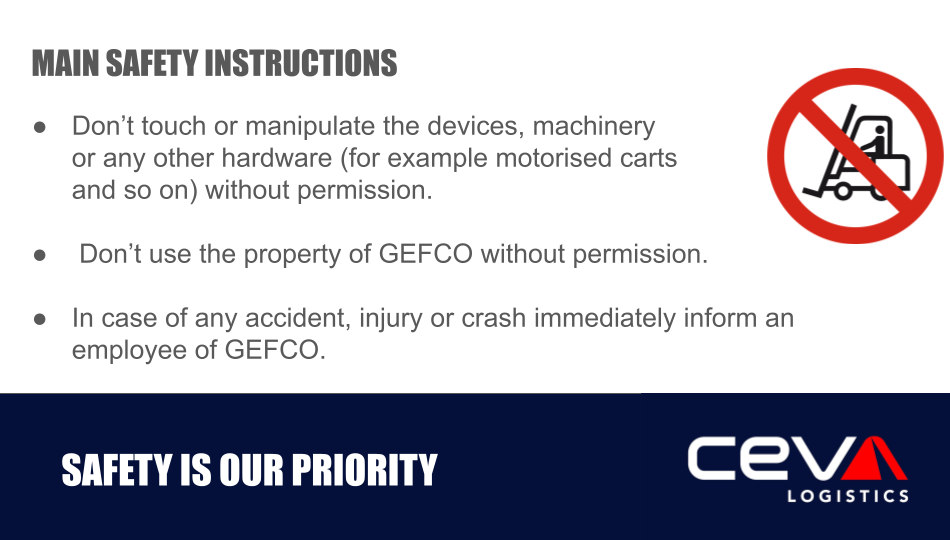 MAIN SAFETY INSTRUCTIONS
● Don’t touch or manipulate the devices, machinery
or any other hardware (for example motorised carts
and so on) without permission.
● Don’t use the property of GEFCO without permission.
● In case of any accident, injury or crash immediately inform an
employee of GEFCO.
SAFETY IS OUR PRIORITY
CEVA
LOGISTICS